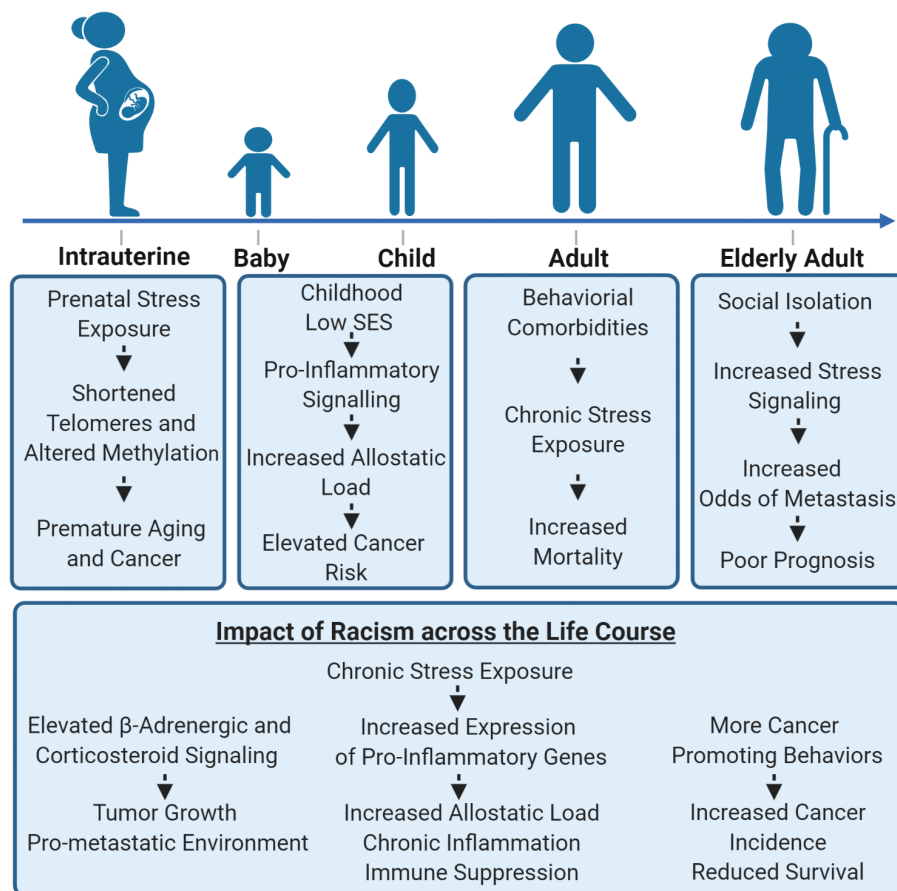 Intrauterine
Baby
Child
Adult
Elderly Adult
Prenatal Stress
Exposure
Shortened
Telomeres and
Altered Methylation
Premature Aging
and Cancer
Childhood
Low SES
Pro-Inflammatory
Signalling
Increased Allostatic
Load
Elevated Cancer
Risk
Behaviorial
Comorbidities
Chronic Stress
Exposure
Increased
Mortality
Social Isolation
Increased Stress
Signaling
Increased
Odds of Metastasis
Poor Prognosis
Impact of Racism across the Life Course
Chronic Stress Exposure
Elevated β-Adrenergic and
Corticosteroid Signaling
Tumor Growth
Pro-metastatic Environment
Increased Expression
of Pro-Inflammatory Genes
Increased Allostatic Load
Chronic Inflammation
Immune Suppression
More Cancer
Promoting Behaviors
Increased Cancer
Incidence
Reduced Survival